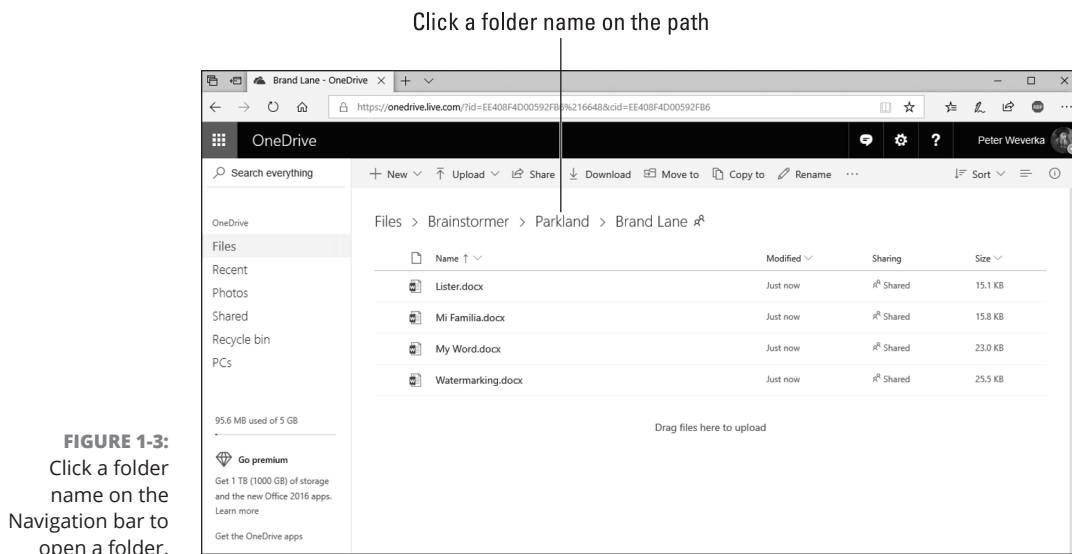 Click a folder name on the path
Brand Lane - OneDrive
https://onedrive.live.com/?id=EE408F4D00592FB6%216648&cid=EE408F4D00592FB6
OneDrive
?
Peter Weverka
Search everything
New Upload Share Download Move to Copy to Rename ... Sort
Files > Brainstormer > Parkland > Brand Lane
OneDrive
Files
Recent
Photos
Shared
Recycle bin
PCs
Name ↑ Modified Sharing Size
Lister.docx Just now Shared 15.1 KB
Mi Familia.docx Just now Shared 15.8 KB
My Word.docx Just now Shared 23.0 KB
Watermarking.docx Just now Shared 25.5 KB
Drag files here to upload
95.6 MB used of 5 GB
Go premium
Get 1 TB (1000 GB) of storage
and the new Office 2016 apps.
Learn more
Get the OneDrive apps
FIGURE 1-3:
Click a folder
name on the
Navigation bar to
open a folder.